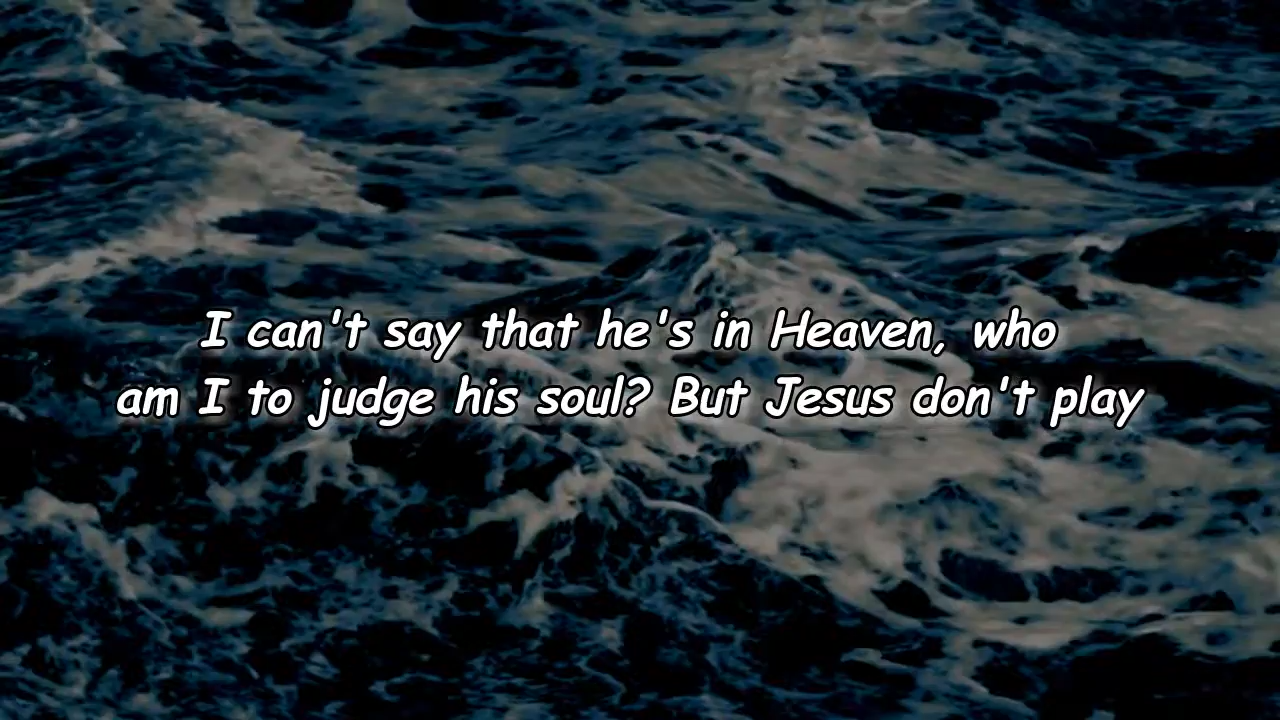 I can't say that he's in Heaven, who
am I to judge his soul? But Jesus don't play